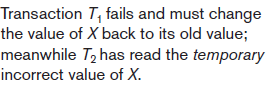 Transaction T1 fails and must change
the value of X back to its old value;
meanwhile T2 has read the temporary
incorrect value of X.